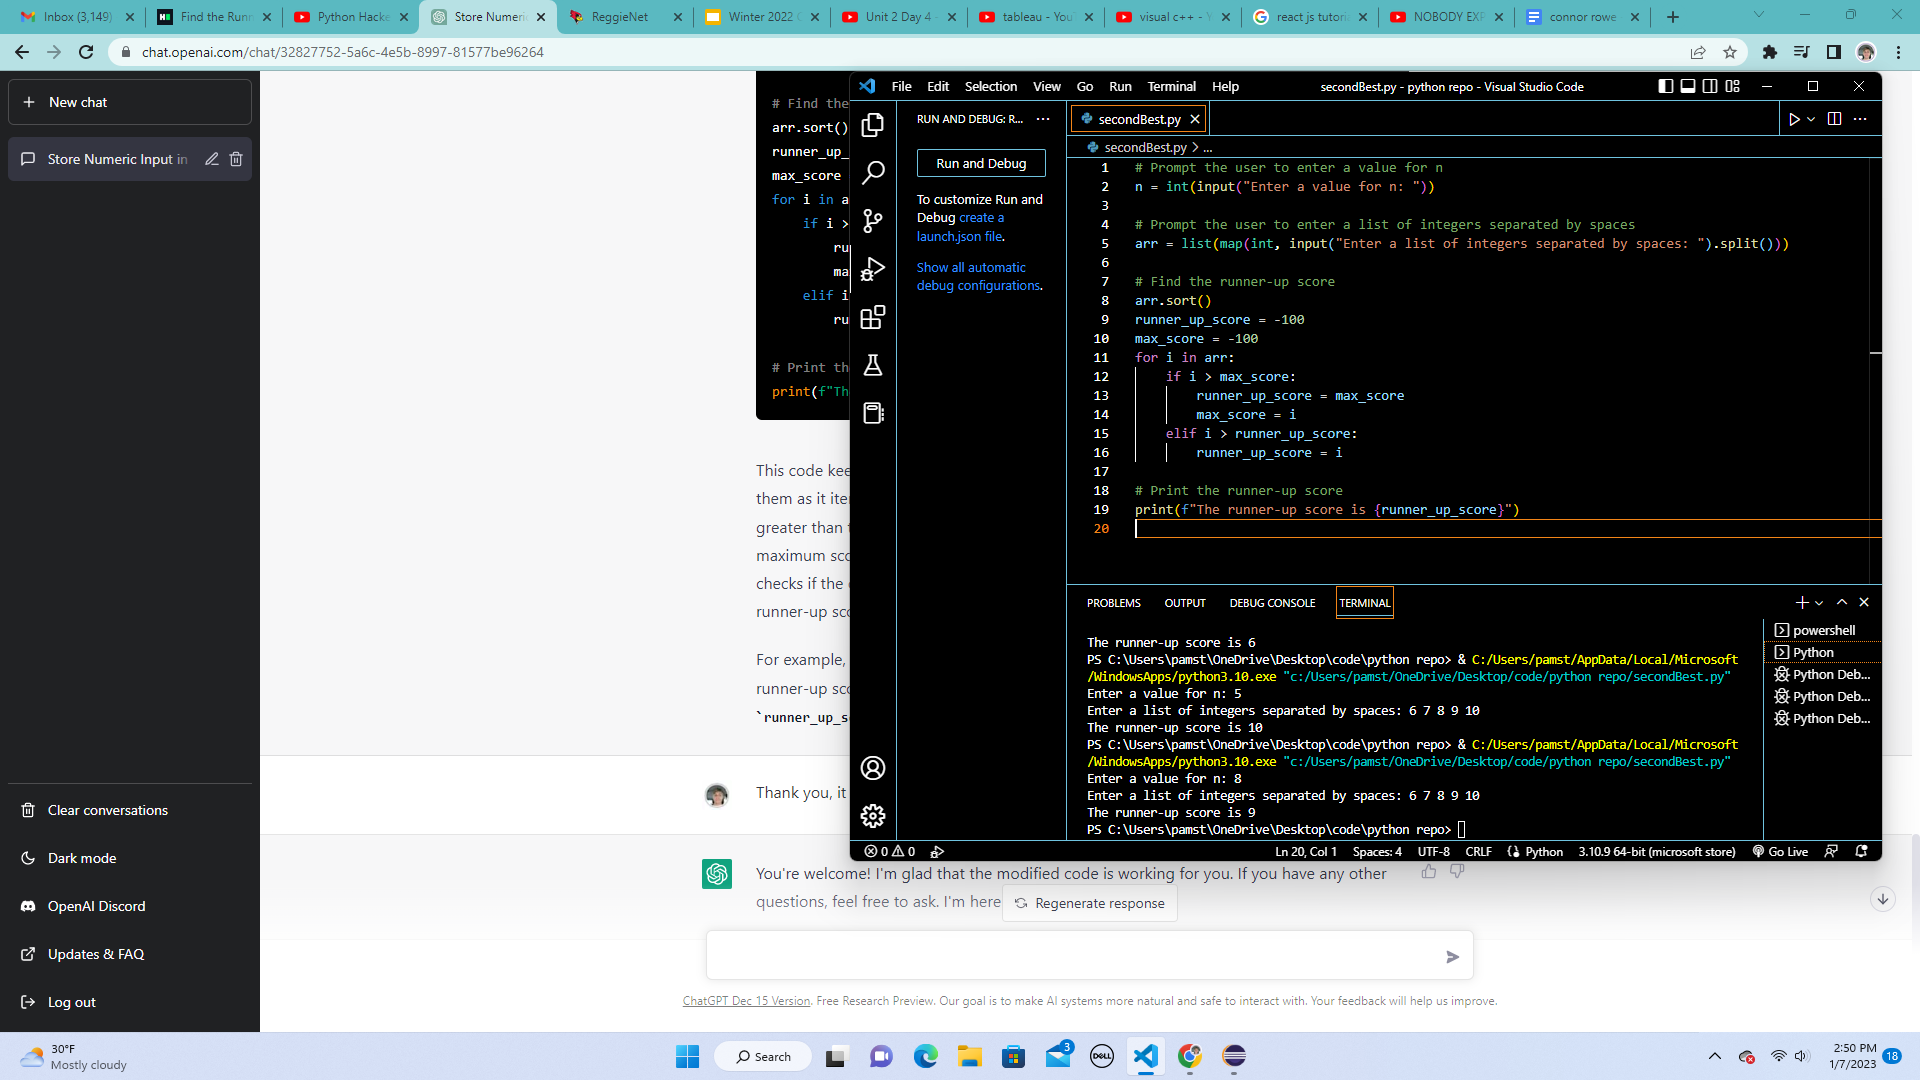 Inbox (3,149)
Find the Runn
Python Hacke
Store Numeric
ReggieNet
Winter 2022 C
Unit 2 Day 4 -
tableau - YouT
visual c++ - Y
react js tutoria
NOBODY EXP
connor rowe
chat.openai.com/chat/32827752-5a6c-4e5b-8997-81577be96264
New chat
Store Numeric Input in
Clear conversations
Dark mode
OpenAI Discord
Updates & FAQ
Log out
# Find the
arr.sort()
runner_up_
max_score
for i in a
if i >
ru
ma
elif i
ru
# Print th
print(f"Th
This code kee
them as it iter
greater than t
maximum sco
checks if the
runner-up sco
For example,
runner-up sco
`runner_up_s
Thank you, it
You're welcome! I'm glad that the modified code is working for you. If you have any other
questions, feel free to ask. I'm here
Regenerate response
ChatGPT Dec 15 Version. Free Research Preview. Our goal is to make AI systems more natural and safe to interact with. Your feedback will help us improve.
File Edit Selection View Go Run Terminal Help
secondBest.py - python repo - Visual Studio Code
RUN AND DEBUG: R... ...
Run and Debug
To customize Run and
Debug create a
launch.json file.
Show all automatic
debug configurations.
secondBest.py
secondBest.py > ...
1 # Prompt the user to enter a value for n
2 n = int(input("Enter a value for n: "))
3
4 # Prompt the user to enter a list of integers separated by spaces
5 arr = list(map(int, input("Enter a list of integers separated by spaces: ").split()))
6
7 # Find the runner-up score
8 arr.sort()
9 runner_up_score = -100
10 max_score = -100
11 for i in arr:
12 if i > max_score:
13 runner_up_score = max_score
14 max_score = i
15 elif i > runner_up_score:
16 runner_up_score = i
17
18 # Print the runner-up score
19 print(f"The runner-up score is {runner_up_score}")
20
PROBLEMS OUTPUT DEBUG CONSOLE TERMINAL
The runner-up score is 6
PS C:\Users\pamst\OneDrive\Desktop\code\python repo> & C:/Users/pamst/AppData/Local/Microsoft
/WindowsApps/python3.10.exe "c:/Users/pamst/OneDrive/Desktop/code/python repo/secondBest.py"
Enter a value for n: 5
Enter a list of integers separated by spaces: 6 7 8 9 10
The runner-up score is 10
PS C:\Users\pamst\OneDrive\Desktop\code\python repo> & C:/Users/pamst/AppData/Local/Microsoft
/WindowsApps/python3.10.exe "c:/Users/pamst/OneDrive/Desktop/code/python repo/secondBest.py"
Enter a value for n: 8
Enter a list of integers separated by spaces: 6 7 8 9 10
The runner-up score is 9
PS C:\Users\pamst\OneDrive\Desktop\code\python repo>
powershell
Python
Python Deb...
Python Deb...
Python Deb...
0 0
Ln 20, Col 1 Spaces: 4 UTF-8 CRLF Python 3.10.9 64-bit (microsoft store) Go Live
30°F
Mostly cloudy
Search
3
DELL
2:50 PM
1/7/2023
18